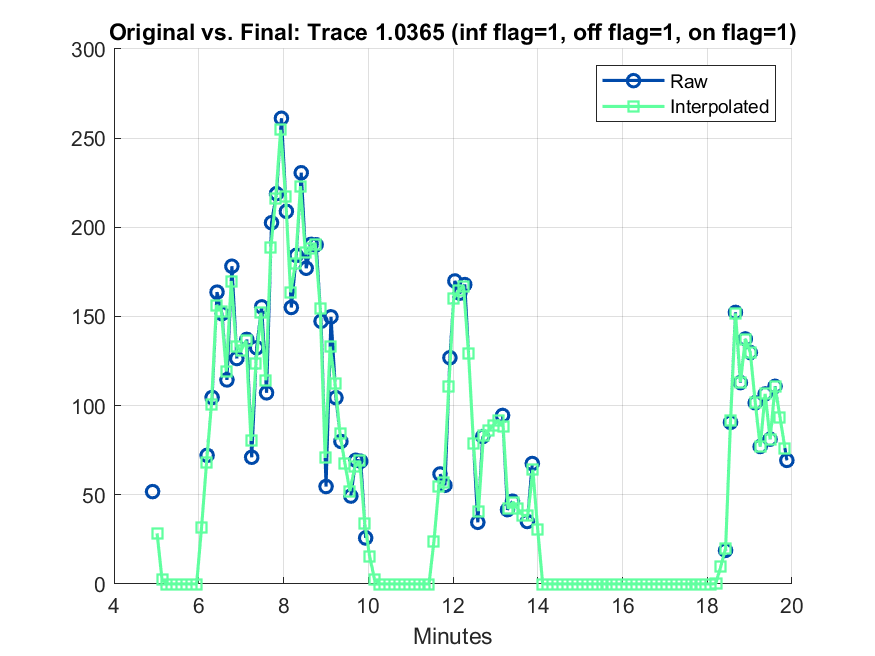 Original vs. Final: Trace 1.0365 (inf flag=1, off flag=1, on flag=1)
300
250
200
150
100
50
0
Raw
Interpolated
4 6 8 10 12 14 16 18 20
Minutes